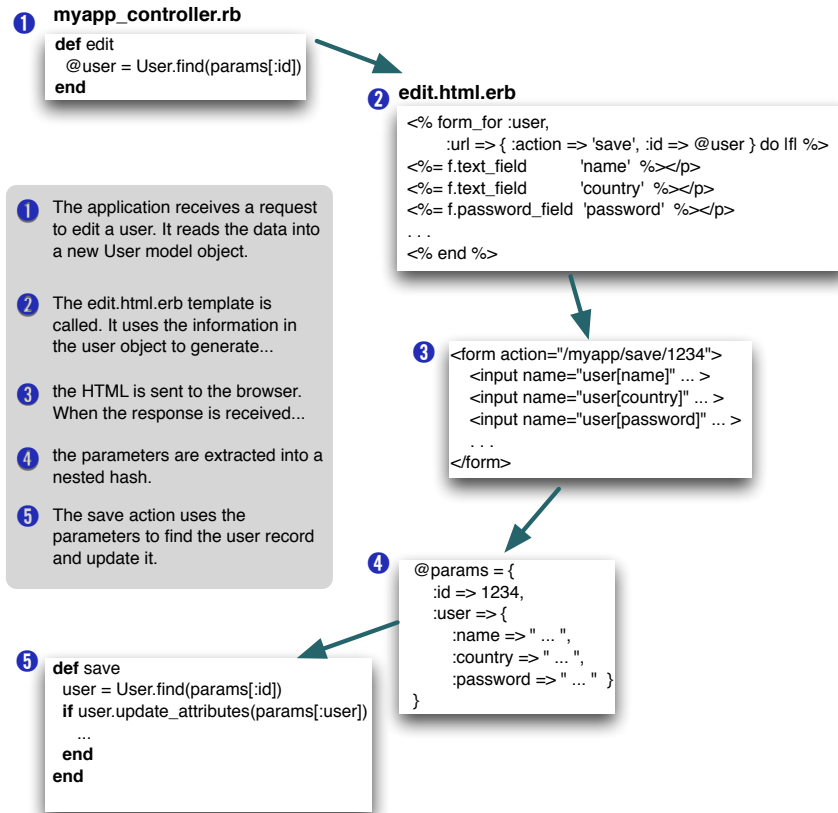 1 myapp_controller.rb
def edit
@user = User.find(params[:id])
end
2 edit.html.erb
<% form_for :user,
:url => { :action => 'save', :id => @user } do |f| %>
<%= f.text_field 'name' %></p>
<%= f.text_field 'country' %></p>
<%= f.password_field 'password' %></p>
. . .
<% end %>
1 The application receives a request
to edit a user. It reads the data into
a new User model object.
2 The edit.html.erb template is
called. It uses the information in
the user object to generate...
3 the HTML is sent to the browser.
When the response is received...
4 the parameters are extracted into a
nested hash.
5 The save action uses the
parameters to find the user record
and update it.
3 <form action="/myapp/save/1234">
<input name="user[name]" ... >
<input name="user[country]" ... >
<input name="user[password]" ... >
. . .
</form>
4 @params = {
:id => 1234,
:user => {
:name => " ... ",
:country => " ... ",
:password => " ... " }
}
5 def save
user = User.find(params[:id])
if user.update_attributes(params[:user])
...
end
end